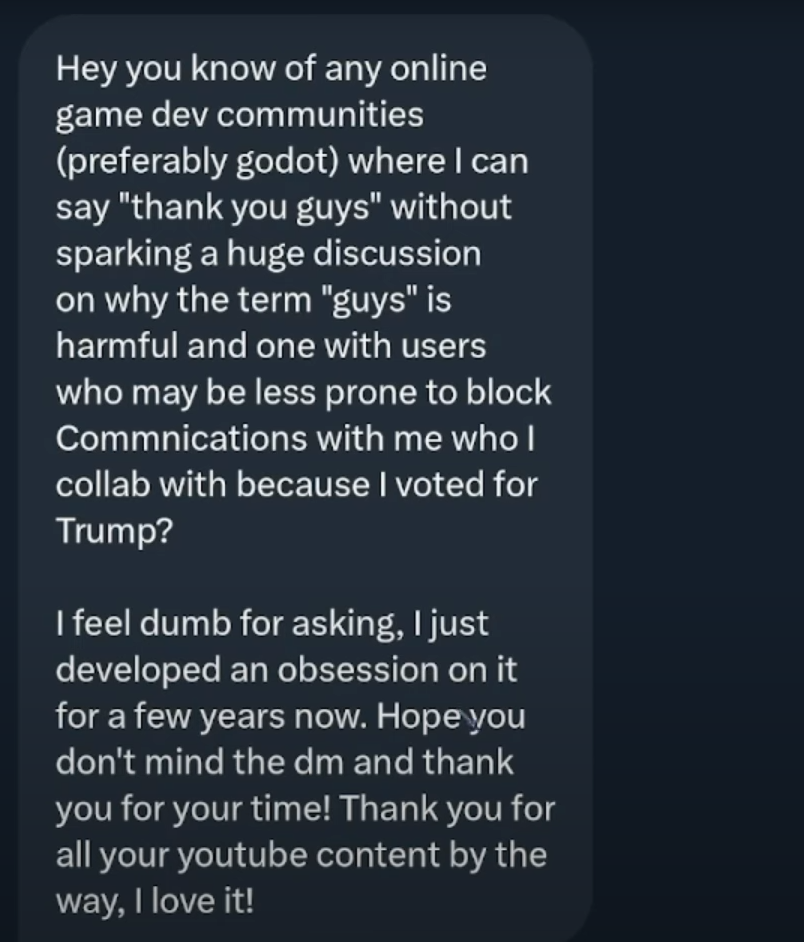 Hey you know of any online
game dev communities
(preferably godot) where I can
say "thank you guys" without
sparking a huge discussion
on why the term "guys" is
harmful and one with users
who may be less prone to block
Commnications with me who I
collab with because I voted for
Trump?
I feel dumb for asking, I just
developed an obsession on it
for a few years now. Hope you
don't mind the dm and thank
you for your time! Thank you for
all your youtube content by the
way, I love it!